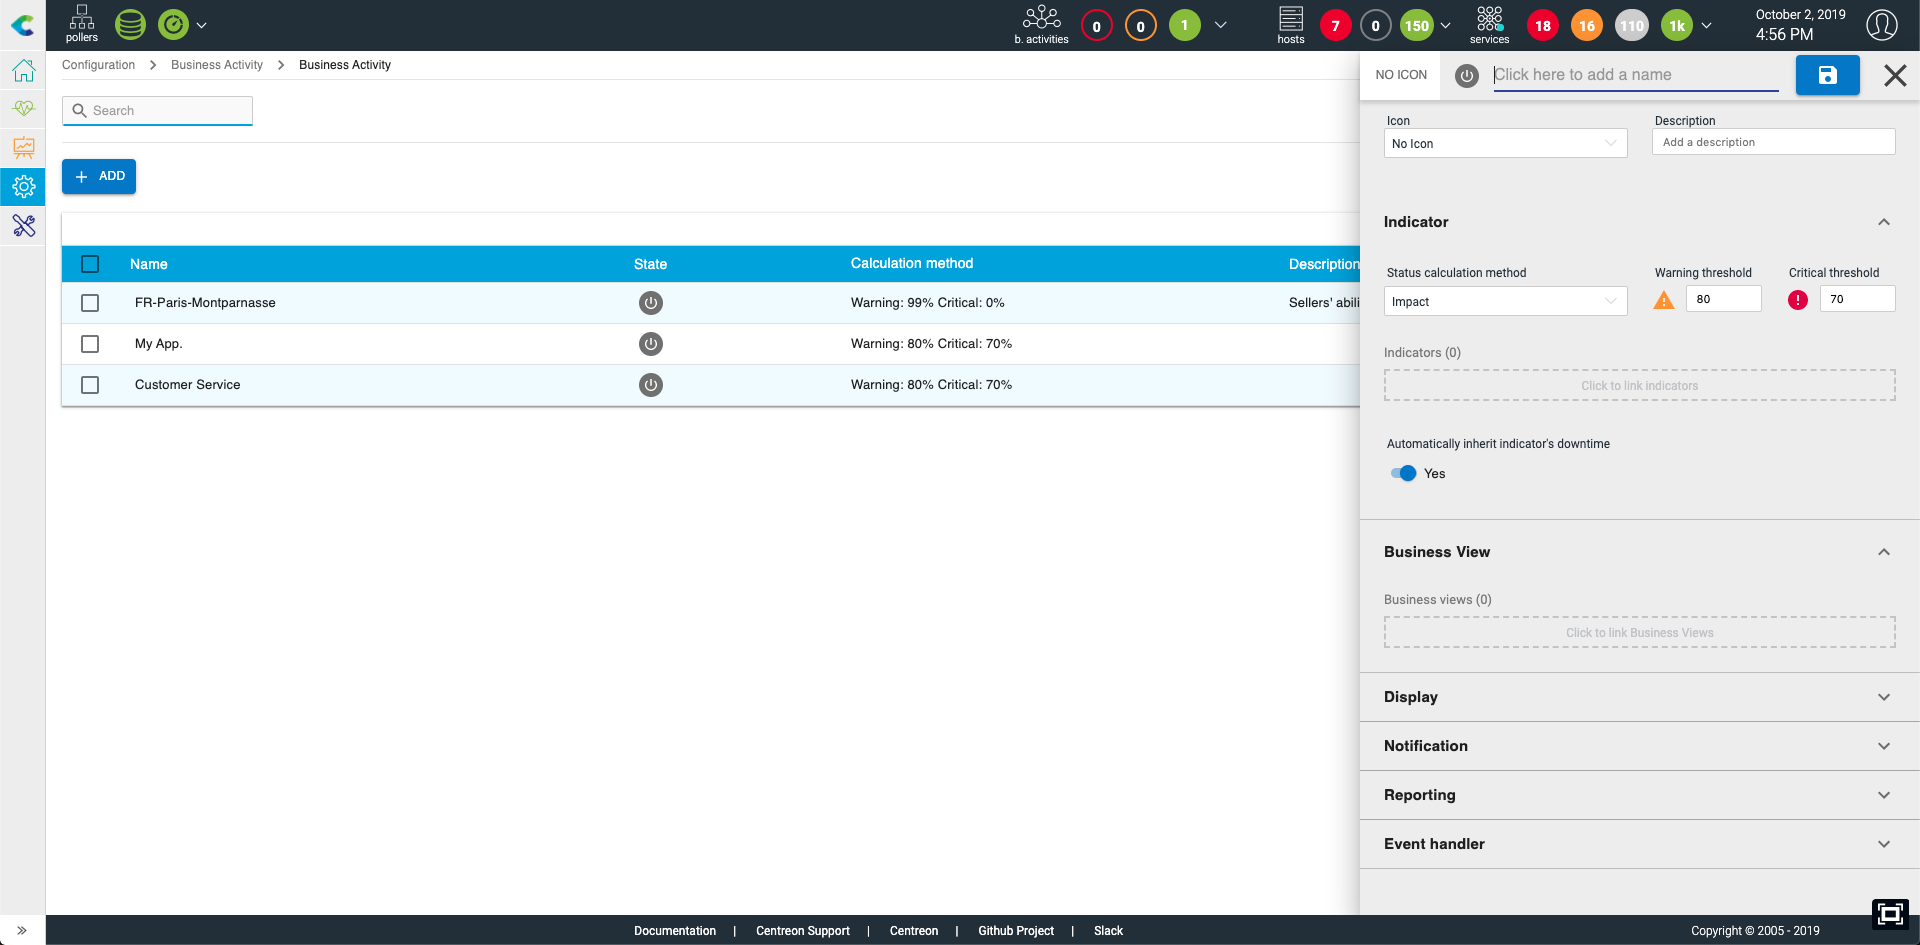 pollers
b. activities
0
0
1
hosts
7
0
150
services
18
16
110
1k
October 2, 2019
4:56 PM
Configuration
Business Activity
Business Activity
Search
ADD
Name
State
Calculation method
Description
FR-Paris-Montparnasse
Warning: 99% Critical: 0%
Sellers' abili
My App.
Warning: 80% Critical: 70%
Customer Service
Warning: 80% Critical: 70%
NO ICON
Click here to add a name
Icon
Description
No Icon
Add a description
Indicator
Status calculation method
Warning threshold
Critical threshold
Impact
80
70
Indicators (0)
Click to link indicators
Automatically inherit indicator's downtime
Yes
Business View
Business views (0)
Click to link Business Views
Display
Notification
Reporting
Event handler
Documentation | Centreon Support | Centreon | Github Project | Slack
Copyright © 2005 - 2019